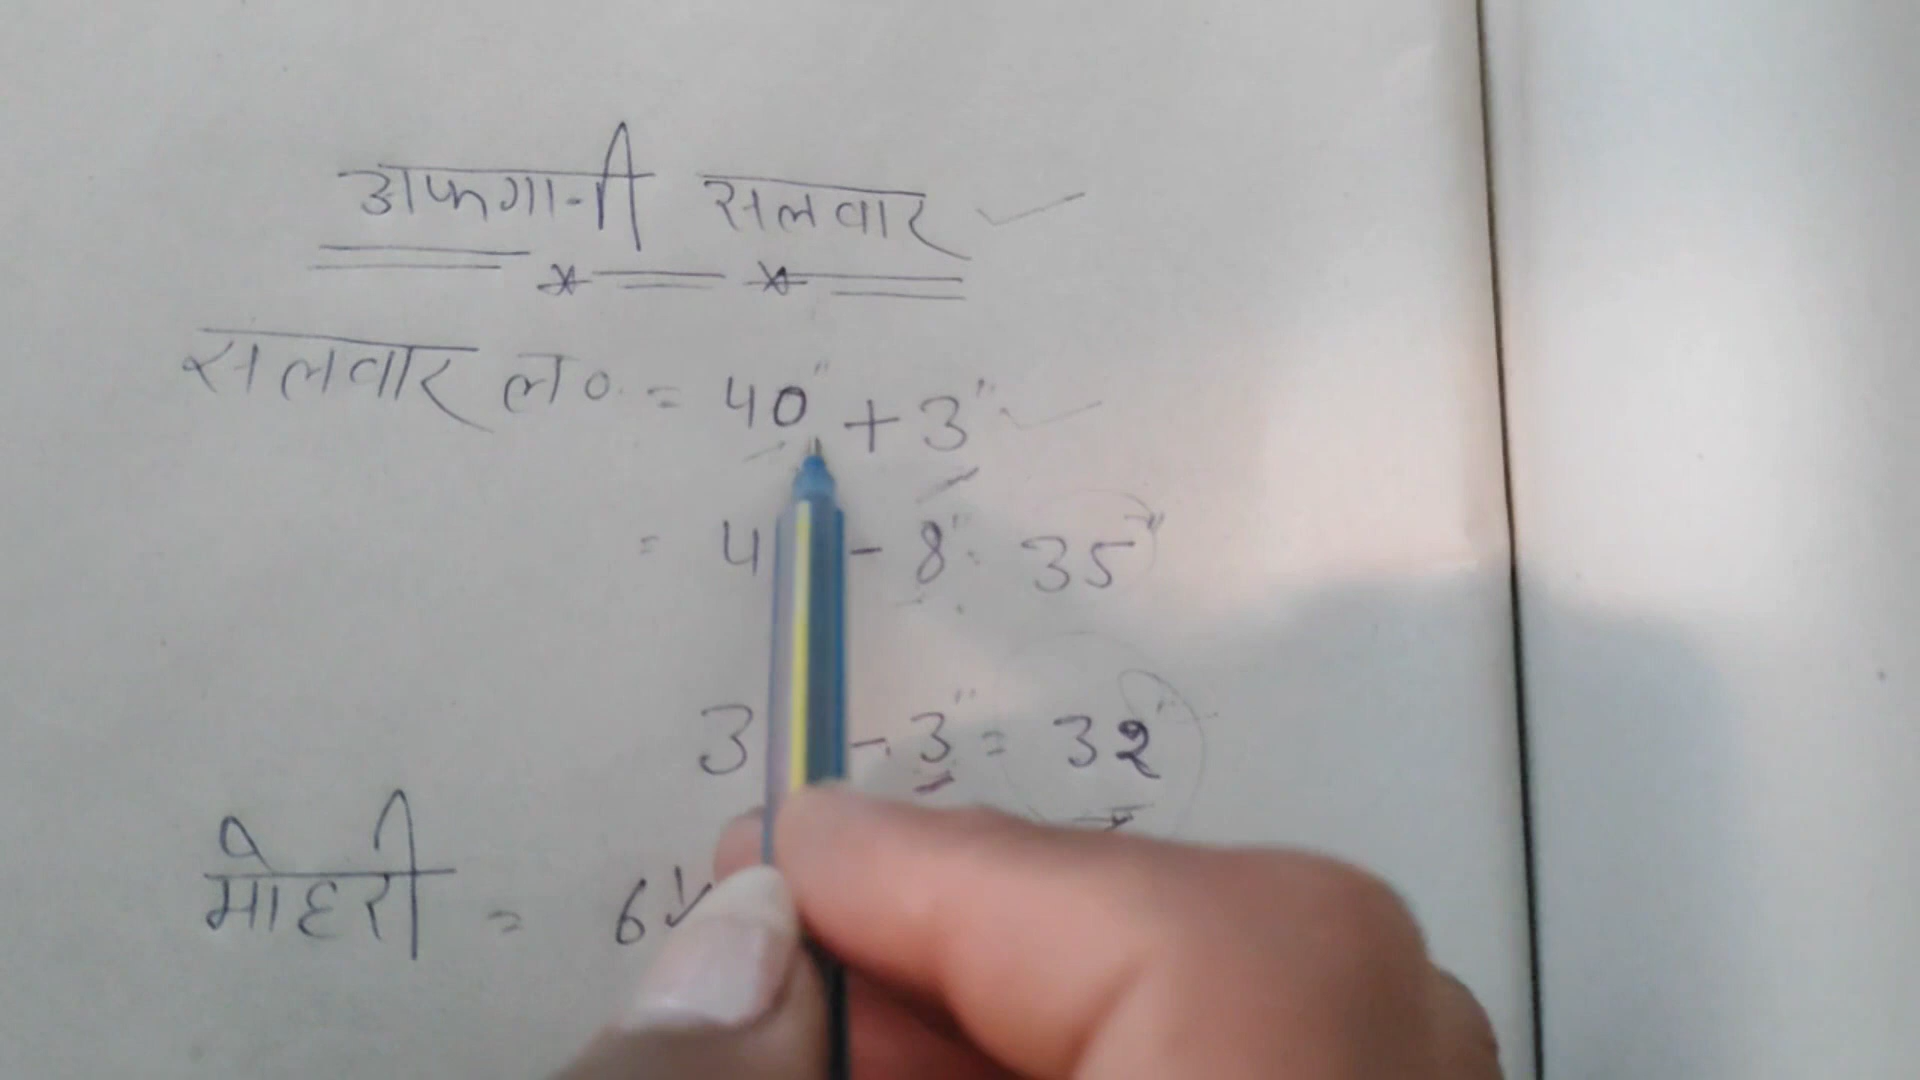 अफगानी सलवार
सलवार ल० = 40" + 3"
= 4 - 8" = 35"
3 - 3" = 32"
मोहरी = 6